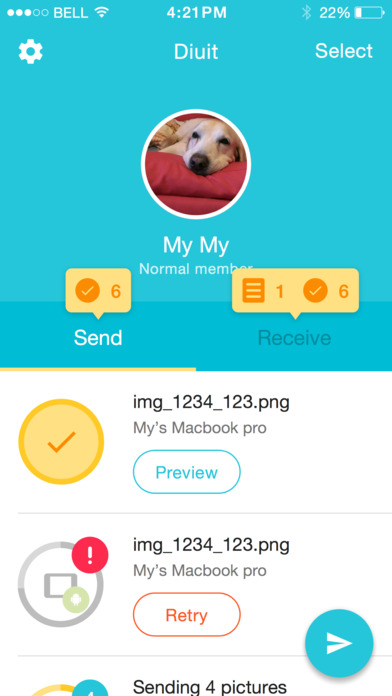 BELL 4:21PM 22%
Diuit Select
My My
Normal member
6 1 6
Send Receive
img_1234_123.png
My's Macbook pro
Preview
!
img_1234_123.png
My's Macbook pro
Retry
Sending 4 pictures